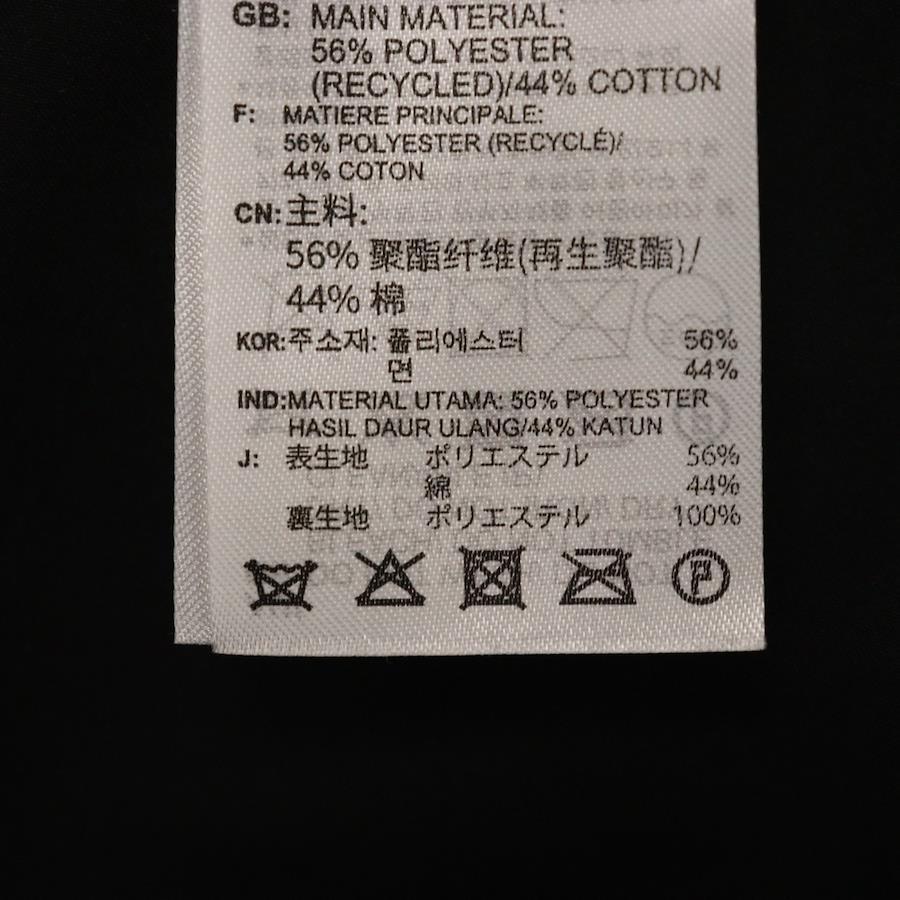 GB: MAIN MATERIAL:
56% POLYESTER
(RECYCLED)/44% COTTON
F: MATIERE PRINCIPALE:
56% POLYESTER (RECYCLÉ)/
44% COTON
CN: 主料:
56% 聚酯纤维(再生聚酯)/
44% 棉
KOR: 주소재: 폴리에스터 56%
면 44%
IND: MATERIAL UTAMA: 56% POLYESTER
HASIL DAUR ULANG/44% KATUN
J: 表生地 ポリエステル 56%
綿 44%
裏生地 ポリエステル 100%
P